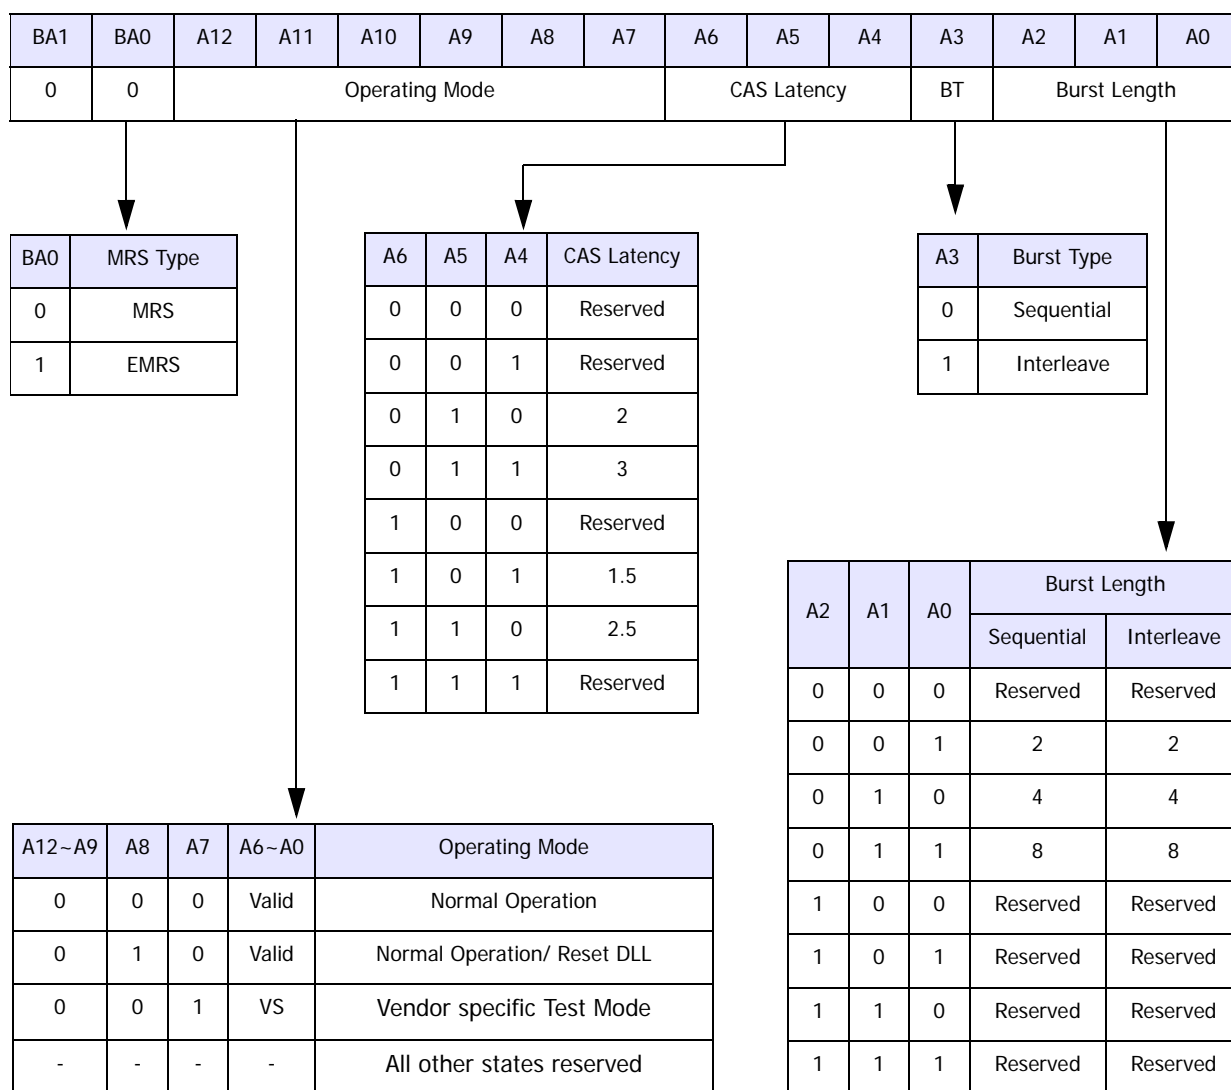 BA1 BA0 A12 A11 A10 A9 A8 A7 A6 A5 A4 A3 A2 A1 A0
0 0 Operating Mode CAS Latency BT Burst Length
BA0 MRS Type
0 MRS
1 EMRS
A6 A5 A4 CAS Latency
0 0 0 Reserved
0 0 1 Reserved
0 1 0 2
0 1 1 3
1 0 0 Reserved
1 0 1 1.5
1 1 0 2.5
1 1 1 Reserved
A3 Burst Type
0 Sequential
1 Interleave
A12~A9 A8 A7 A6~A0 Operating Mode
0 0 0 Valid Normal Operation
0 1 0 Valid Normal Operation/ Reset DLL
0 0 1 VS Vendor specific Test Mode
- - - - All other states reserved
A2 A1 A0 Burst Length
Sequential Interleave
0 0 0 Reserved Reserved
0 0 1 2 2
0 1 0 4 4
0 1 1 8 8
1 0 0 Reserved Reserved
1 0 1 Reserved Reserved
1 1 0 Reserved Reserved
1 1 1 Reserved Reserved